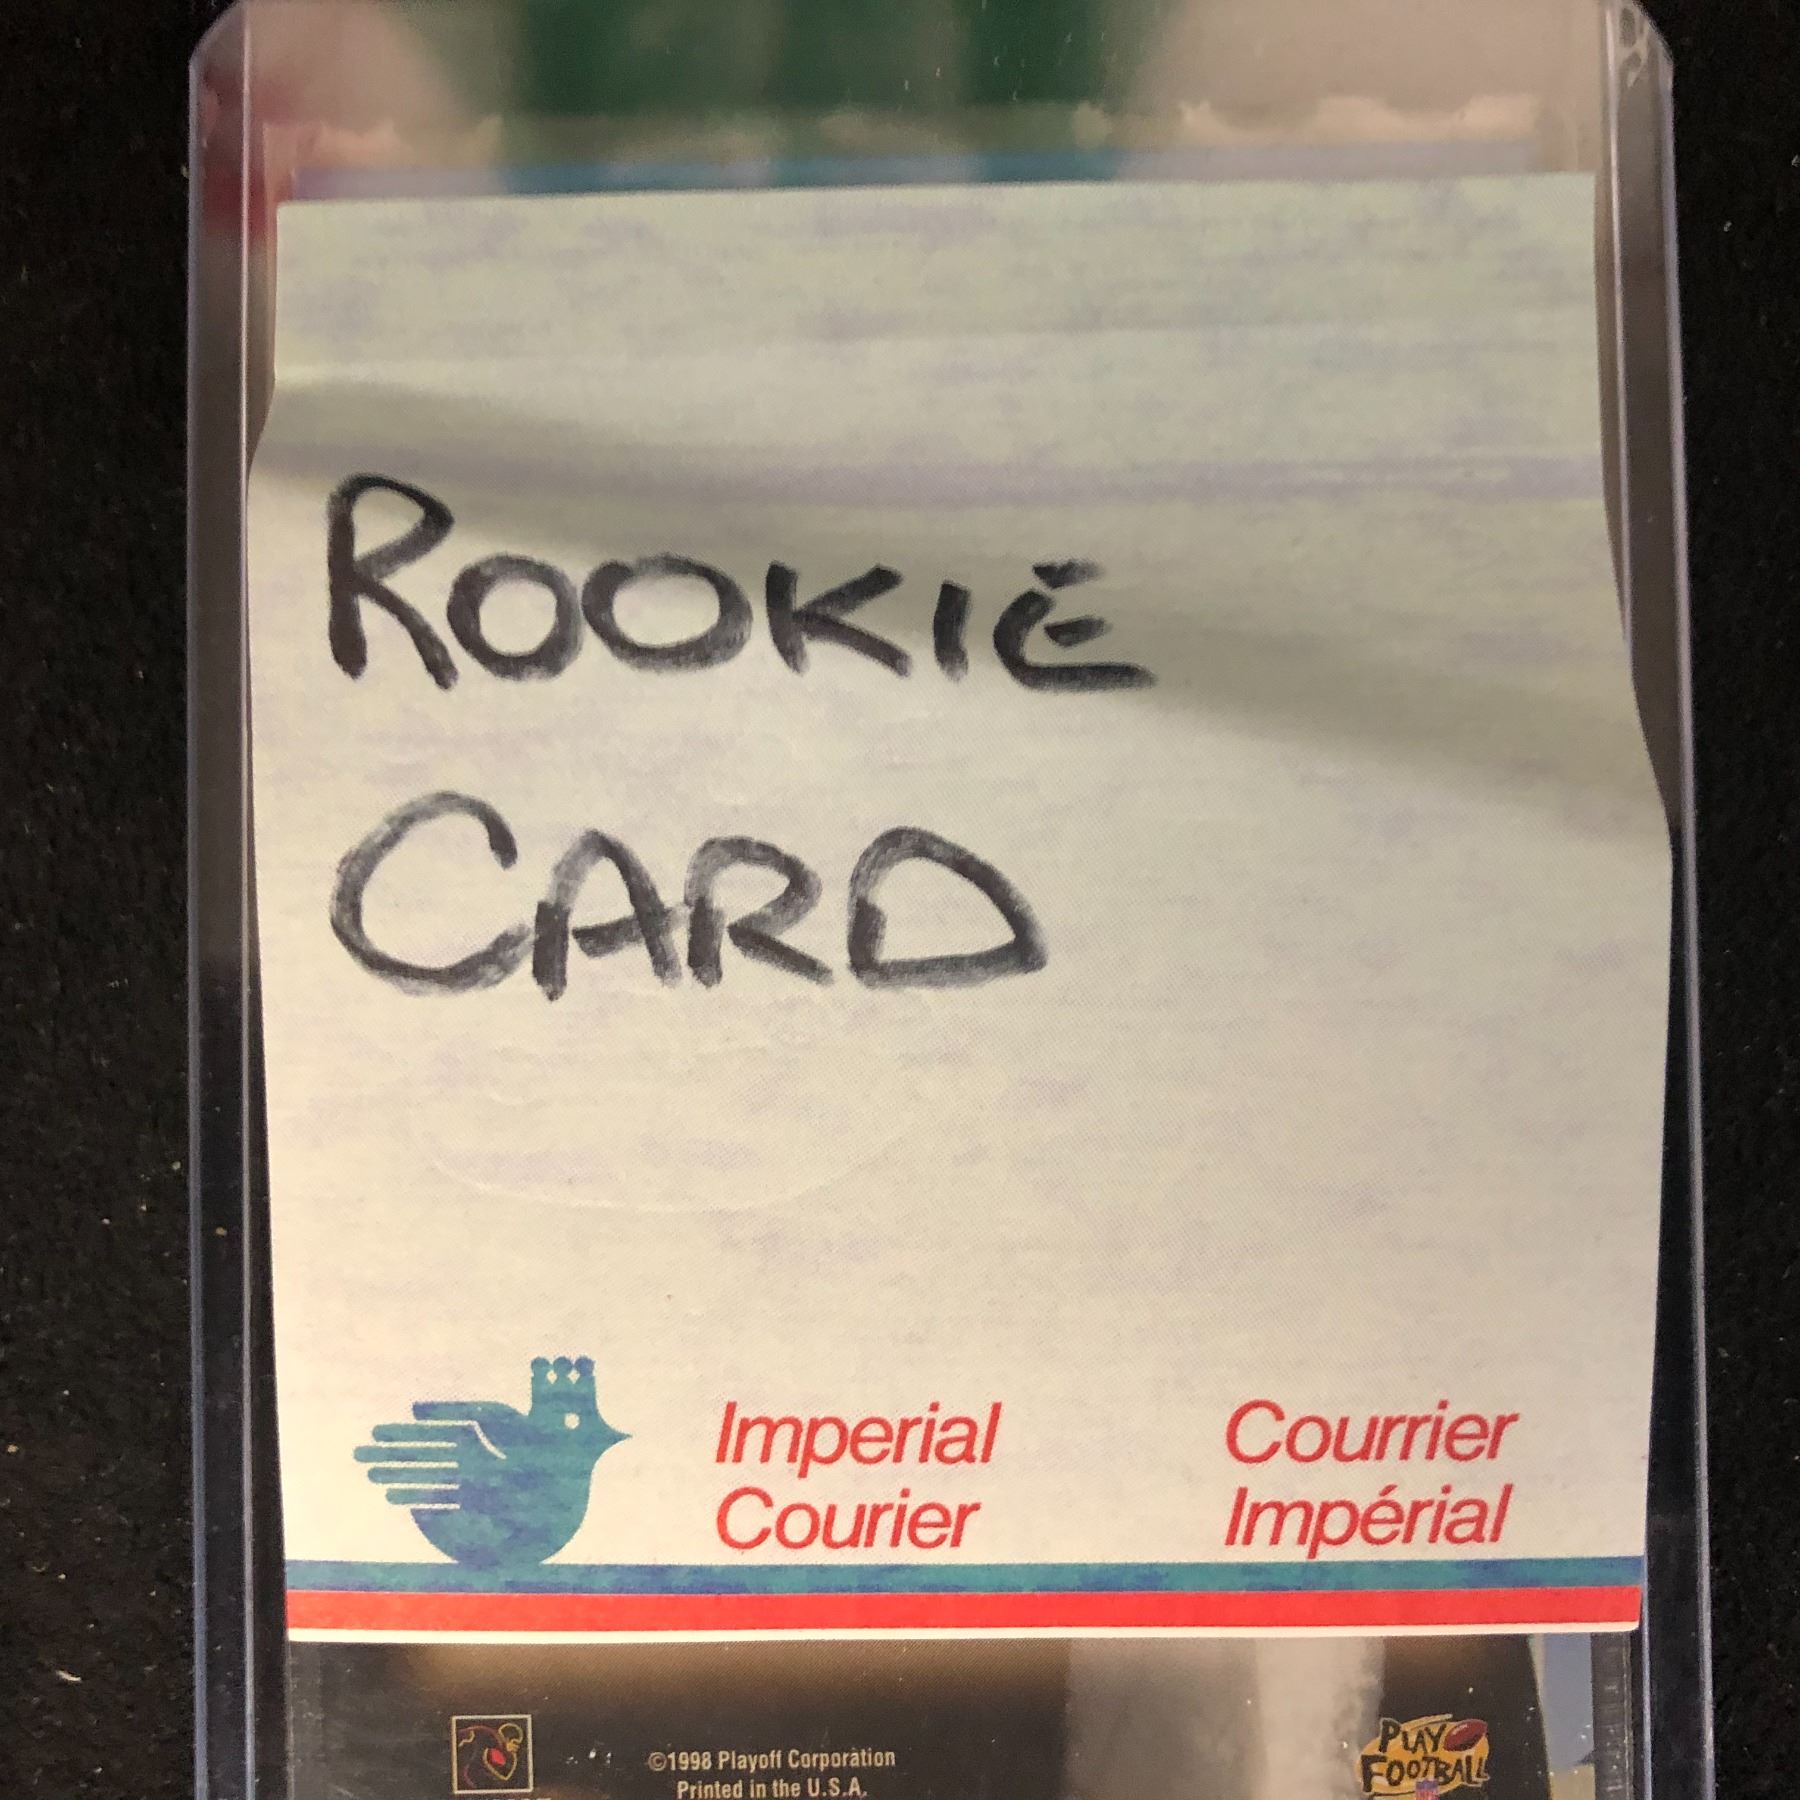 ROOKIE
CARD
Imperial
Courier
Courrier
Impérial
©1998 Playoff Corporation
Printed in the U.S.A.
PLAY
FOOTBALL